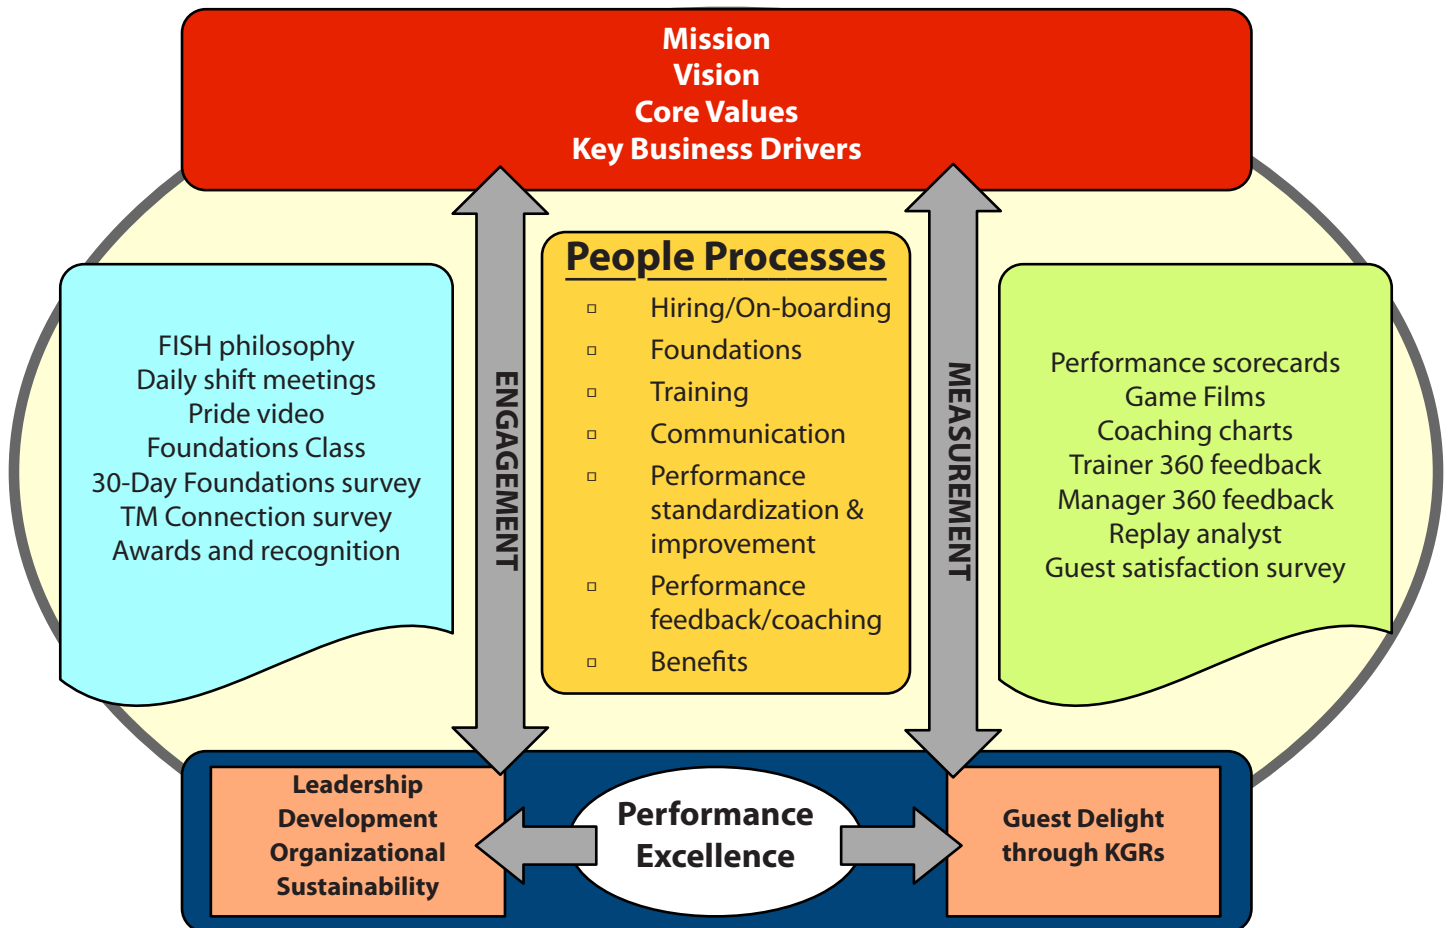 Mission
Vision
Core Values
Key Business Drivers
FISH philosophy
Daily shift meetings
Pride video
Foundations Class
30-Day Foundations survey
TM Connection survey
Awards and recognition
ENGAGEMENT
People Processes
Hiring/On-boarding
Foundations
Training
Communication
Performance
standardization &
improvement
Performance
feedback/coaching
Benefits
MEASUREMENT
Performance scorecards
Game Films
Coaching charts
Trainer 360 feedback
Manager 360 feedback
Replay analyst
Guest satisfaction survey
Leadership
Development
Organizational
Sustainability
Performance
Excellence
Guest Delight
through KGRs